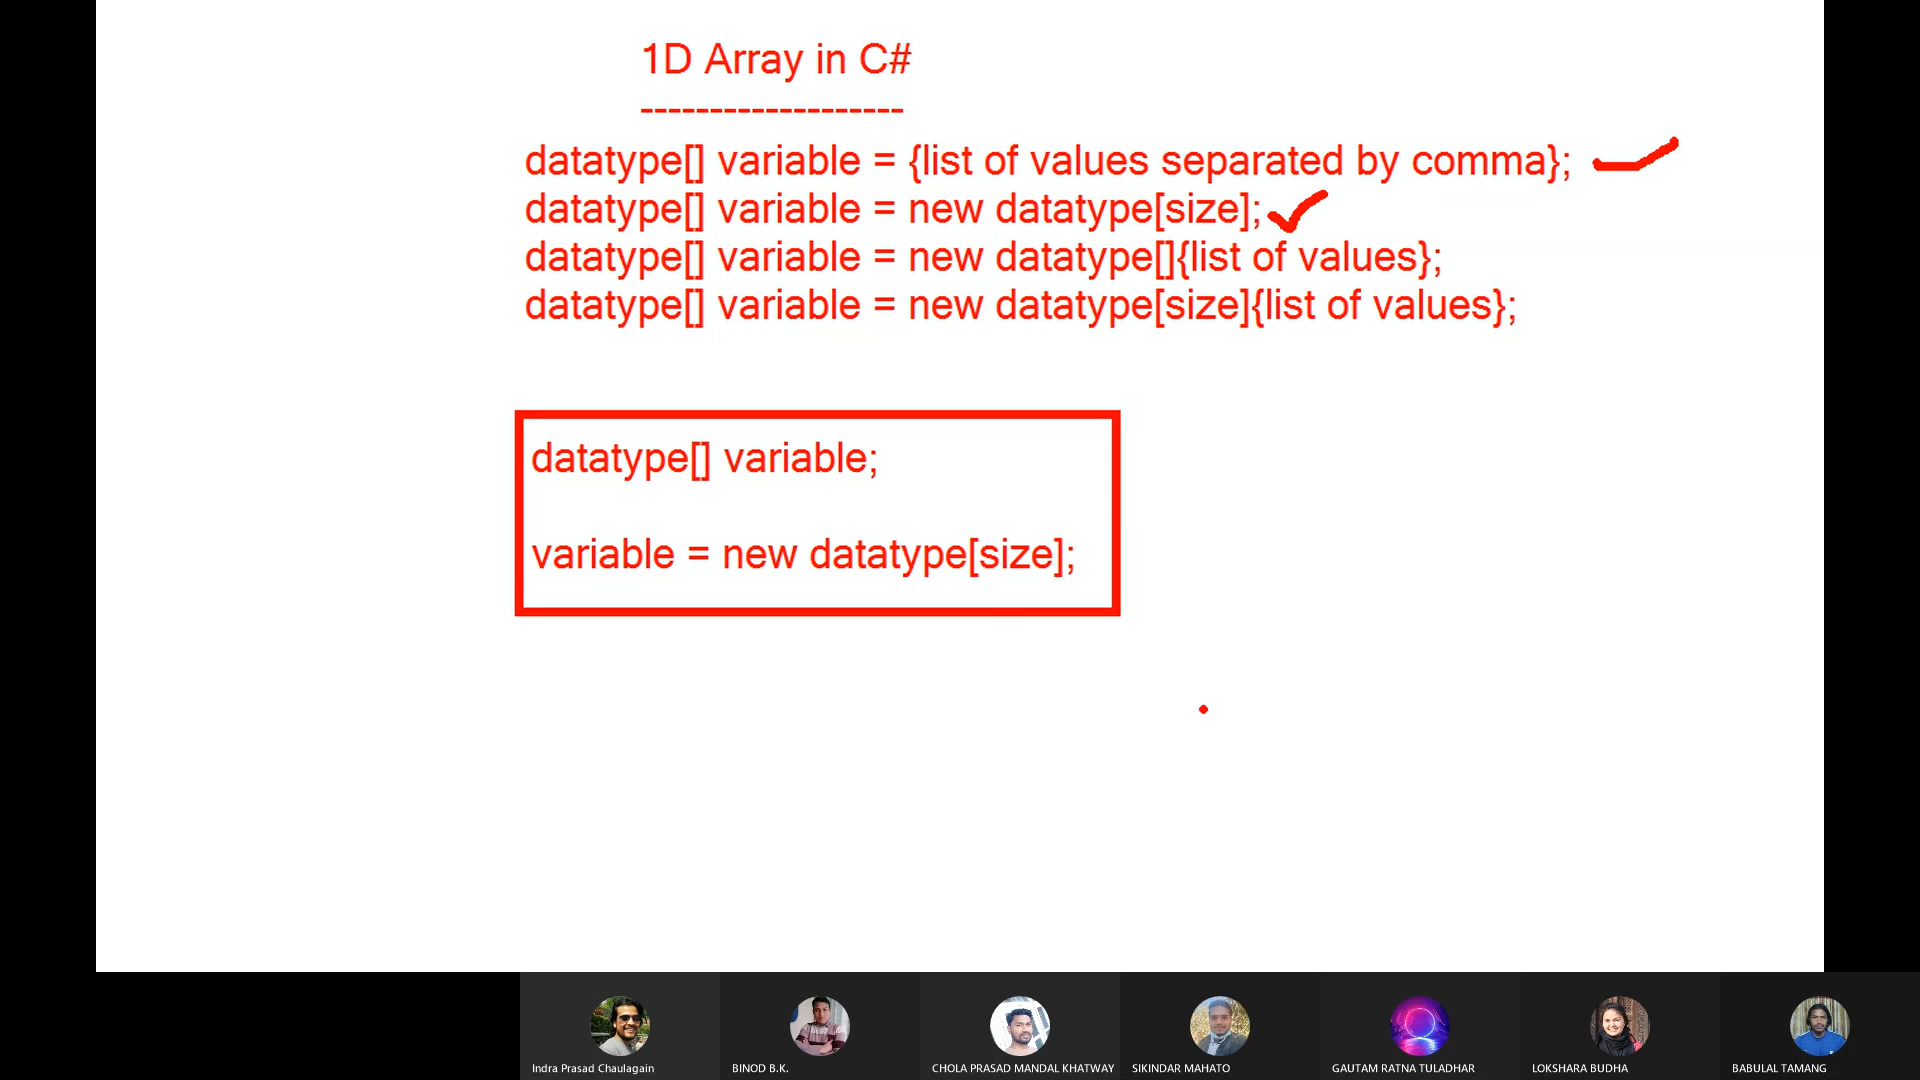 1D Array in C#
-------------------
datatype[] variable = {list of values separated by comma};
datatype[] variable = new datatype[size];
datatype[] variable = new datatype[]{list of values};
datatype[] variable = new datatype[size]{list of values};
datatype[] variable;
variable = new datatype[size];
Indra Prasad Chaulagain
BINOD B.K.
CHOLA PRASAD MANDAL KHATWAY
SIKINDAR MAHATO
GAUTAM RATNA TULADHAR
LOKSHARA BUDHA
BABULAL TAMANG